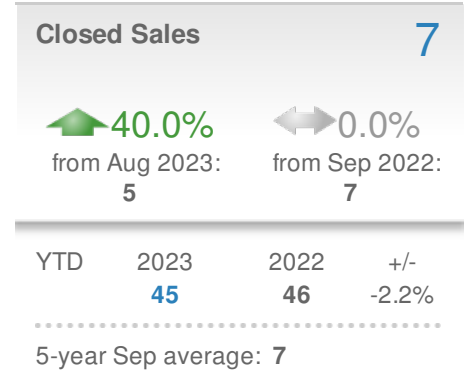 Closed Sales 7
40.0% 0.0%
from Aug 2023: from Sep 2022:
5 7
YTD 2023 2022 +/-
45 46 -2.2%
5-year Sep average: 7